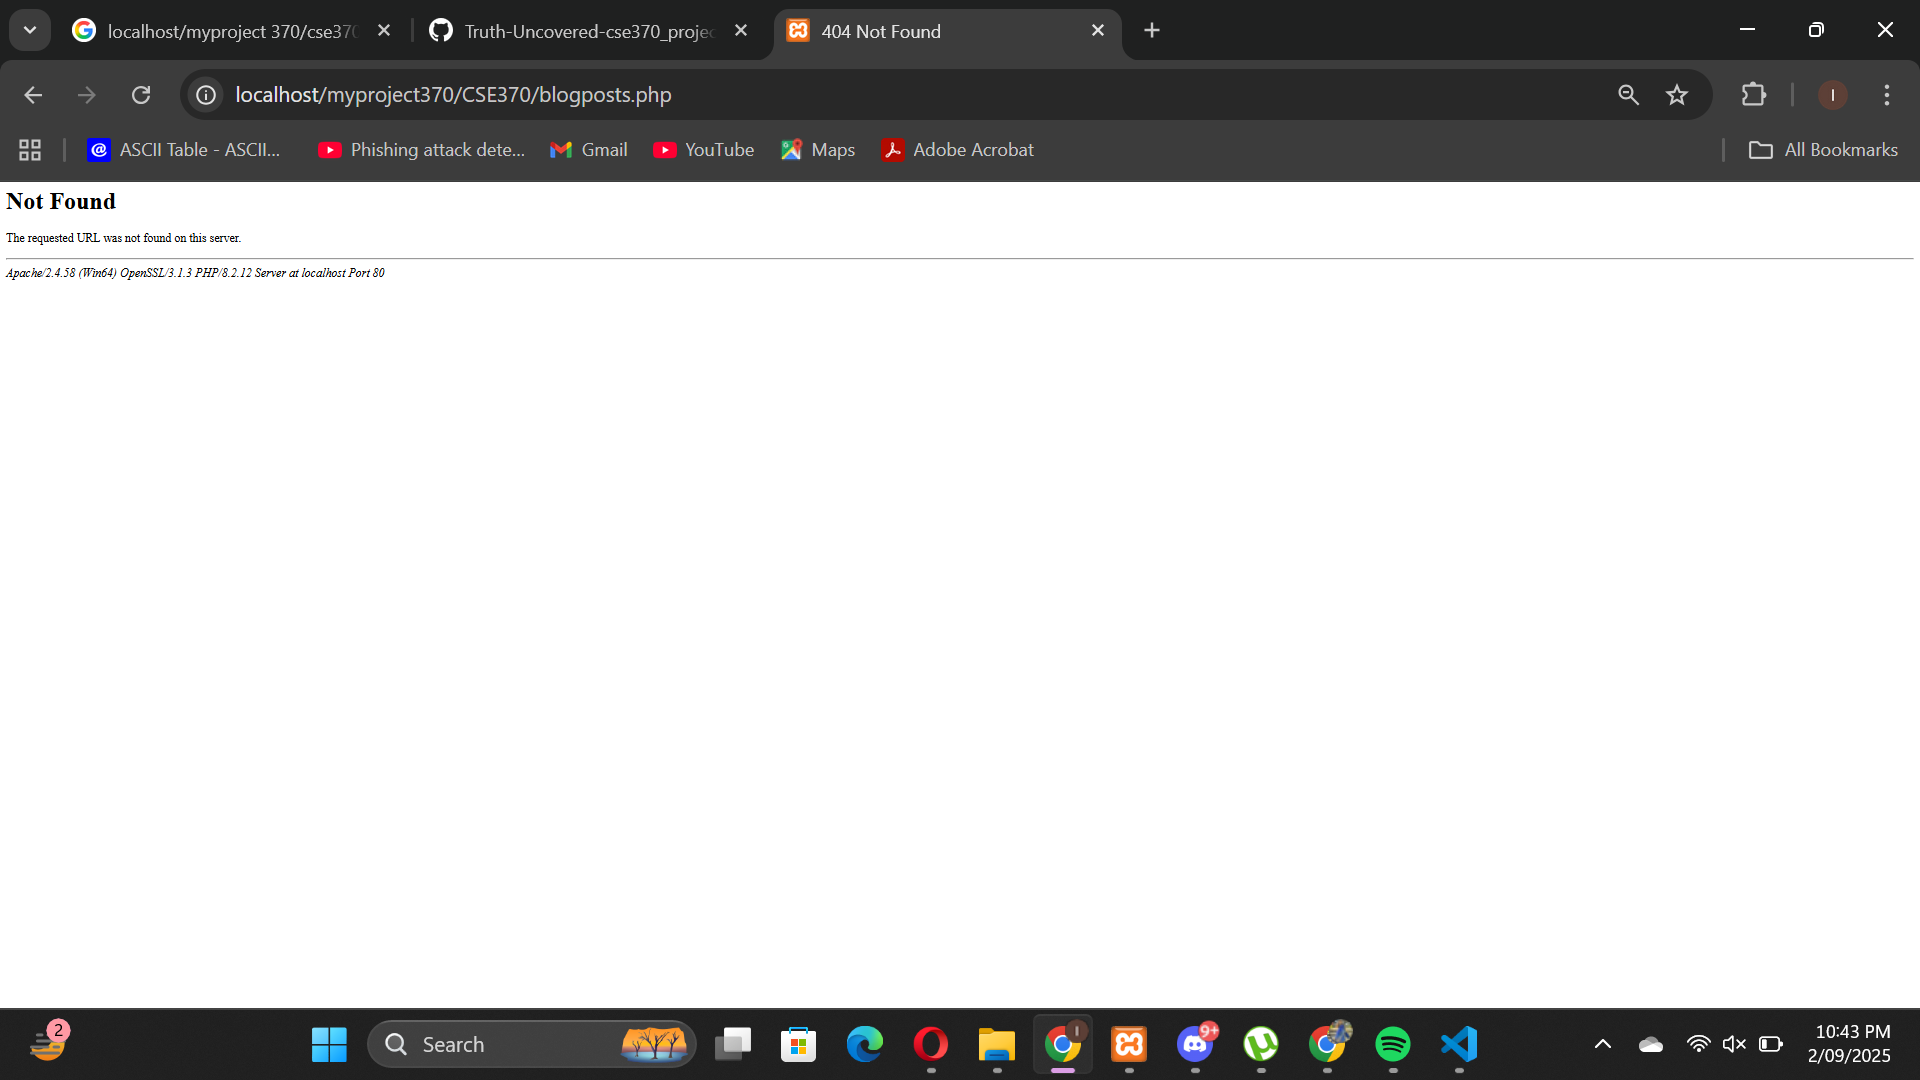 localhost/myproject 370/cse370
Truth-Uncovered-cse370_projec
404 Not Found
localhost/myproject370/CSE370/blogposts.php
I
@
ASCII Table - ASCII...
Phishing attack dete...
Gmail
YouTube
Maps
Adobe Acrobat
All Bookmarks
Not Found
The requested URL was not found on this server.
Apache/2.4.58 (Win64) OpenSSL/3.1.3 PHP/8.2.12 Server at localhost Port 80
2
Search
I
9+
10:43 PM
2/09/2025